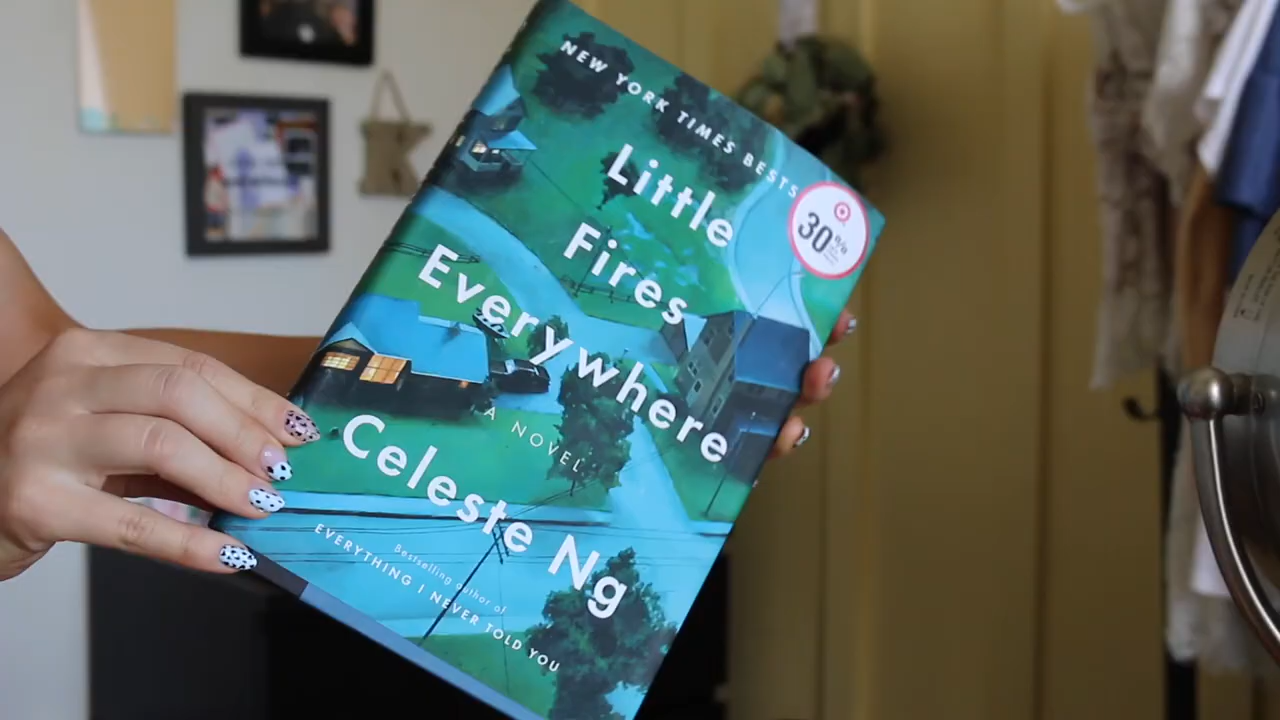 NEW YORK TIMES BESTS
Little
Fires
Everywhere
A NOVEL
Celeste Ng
Bestselling author of
EVERYTHING I NEVER TOLD YOU
30%